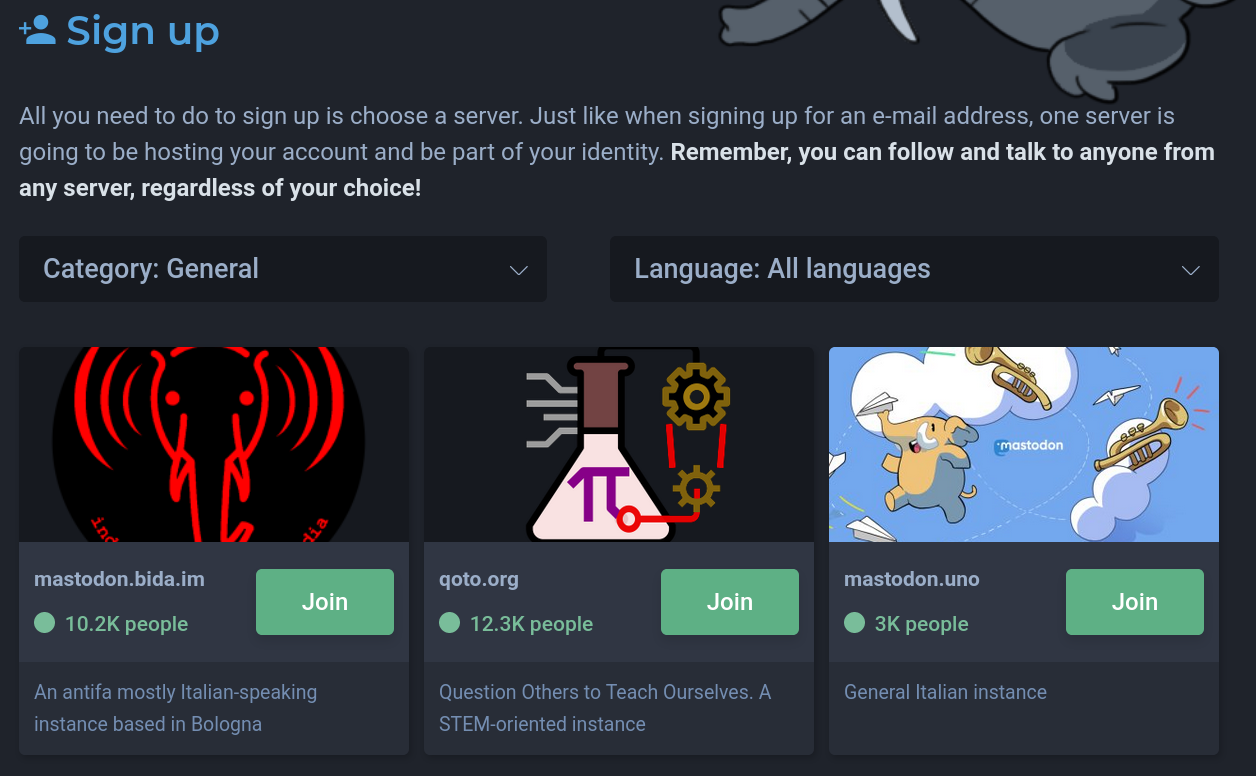 Sign up
All you need to do to sign up is choose a server. Just like when signing up for an e-mail address, one server is
going to be hosting your account and be part of your identity. Remember, you can follow and talk to anyone from
any server, regardless of your choice!
Category: General
Language: All languages
π
mastodon
mastodon.bida.im
Join
10.2K people
An antifa mostly Italian-speaking
instance based in Bologna
qoto.org
Join
12.3K people
Question Others to Teach Ourselves. A
STEM-oriented instance
mastodon.uno
Join
3K people
General Italian instance